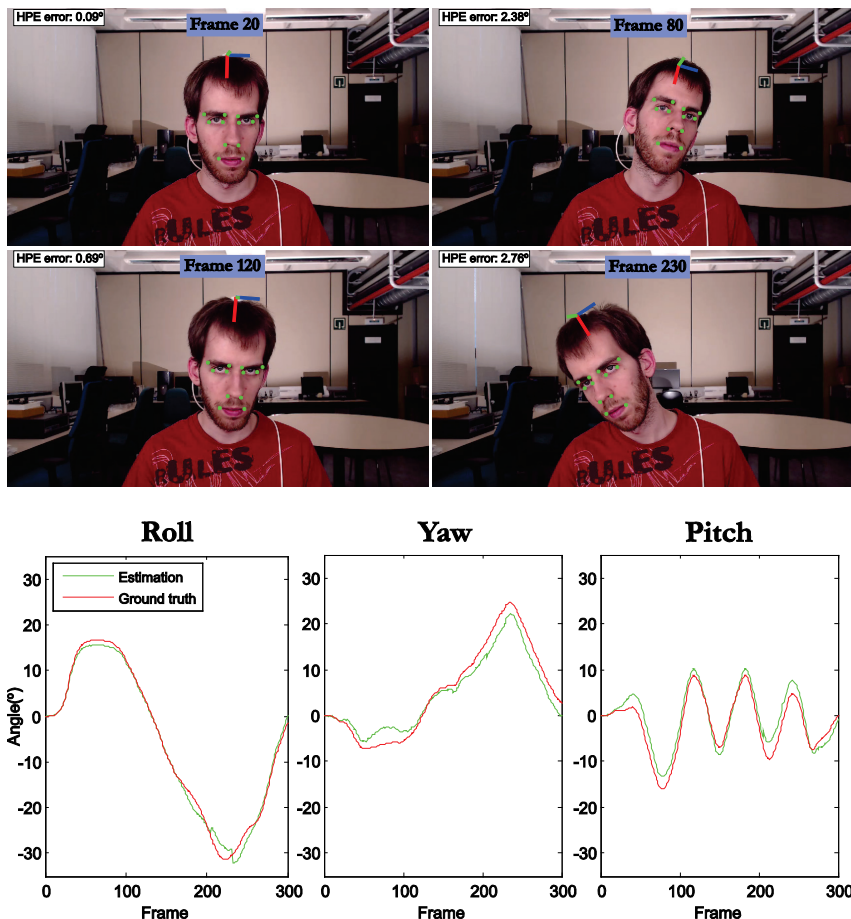 HPE error: 0.09º
Frame 20
RULES
HPE error: 2.38º
Frame 80
RULES
HPE error: 0.69º
Frame 120
RULES
HPE error: 2.76º
Frame 230
RULES
Roll
Yaw
Pitch
Estimation
Ground truth
Angle(º)
30
20
10
0
-10
-20
-30
0
100
200
300
Frame
30
20
10
0
-10
-20
-30
0
100
200
300
Frame
30
20
10
0
-10
-20
-30
0
100
200
300
Frame